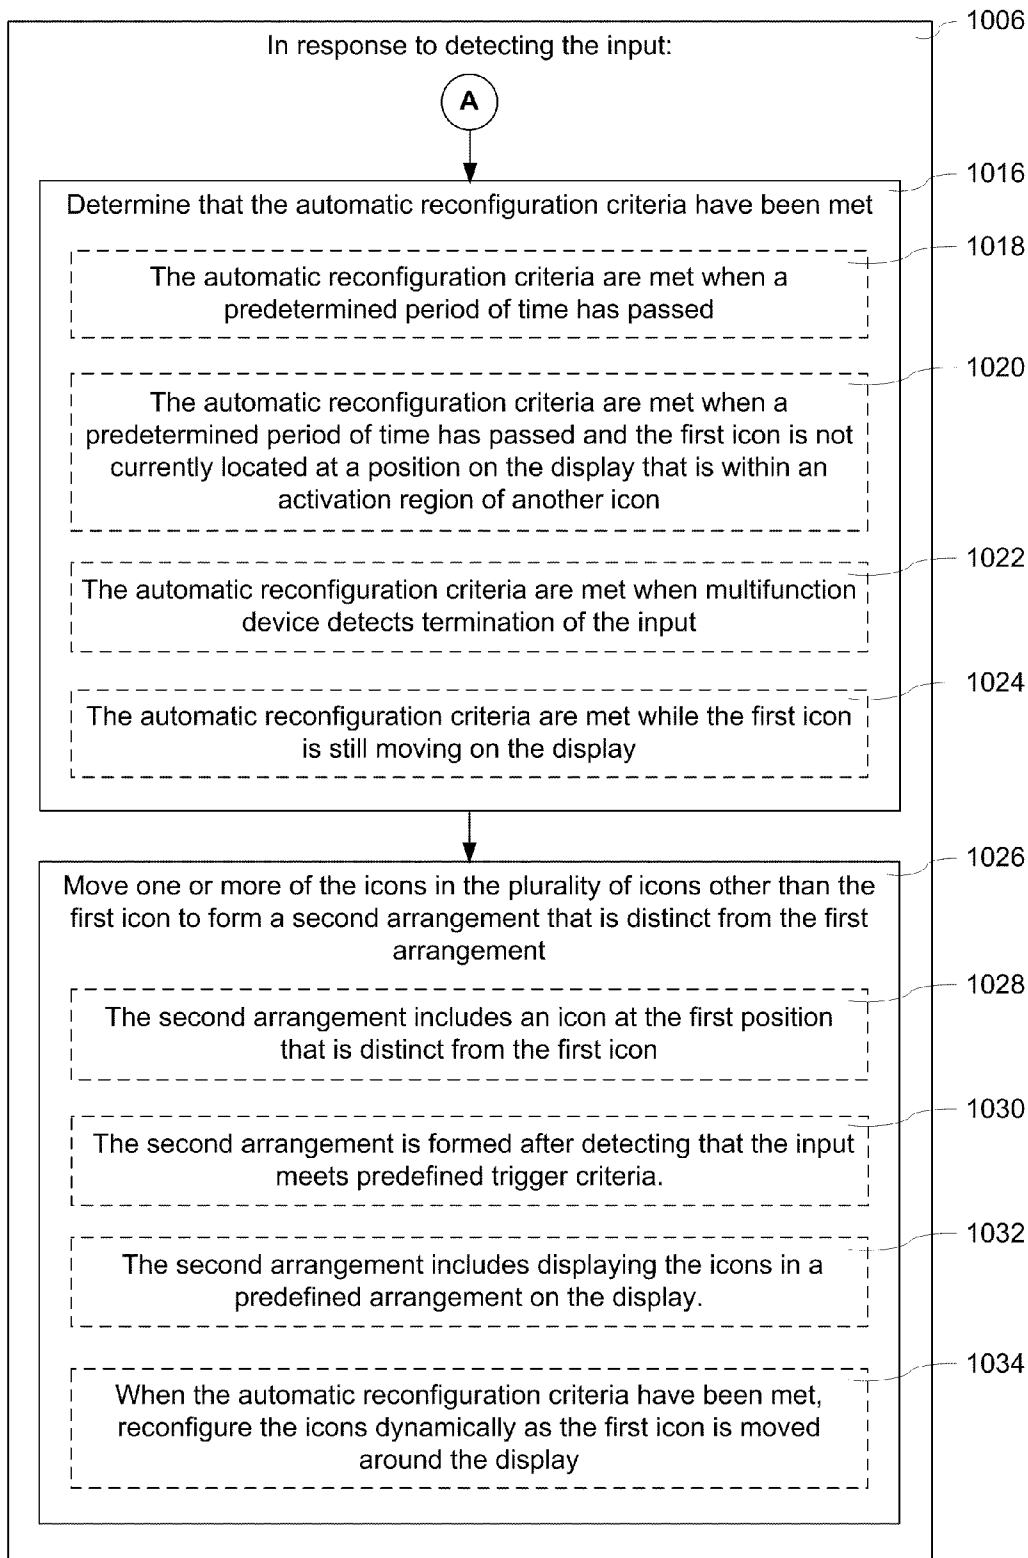 1006
In response to detecting the input:
A
1016
Determine that the automatic reconfiguration criteria have been met
1018
The automatic reconfiguration criteria are met when a
predetermined period of time has passed
1020
The automatic reconfiguration criteria are met when a
predetermined period of time has passed and the first icon is not
currently located at a position on the display that is within an
activation region of another icon
1022
The automatic reconfiguration criteria are met when multifunction
device detects termination of the input
1024
The automatic reconfiguration criteria are met while the first icon
is still moving on the display
1026
Move one or more of the icons in the plurality of icons other than the
first icon to form a second arrangement that is distinct from the first
arrangement
1028
The second arrangement includes an icon at the first position
that is distinct from the first icon
1030
The second arrangement is formed after detecting that the input
meets predefined trigger criteria.
1032
The second arrangement includes displaying the icons in a
predefined arrangement on the display.
1034
When the automatic reconfiguration criteria have been met,
reconfigure the icons dynamically as the first icon is moved
around the display